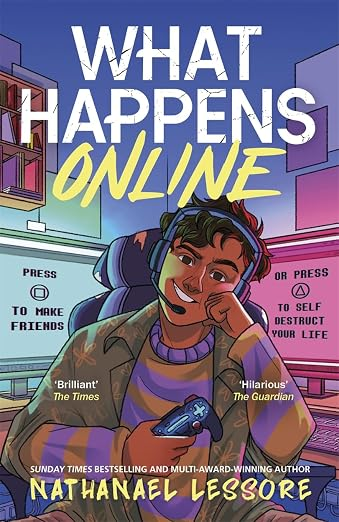 WHAT
HAPPENS
ONLINE
PRESS
TO MAKE
FRIENDS
OR PRESS
TO SELF
DESTRUCT
YOUR LIFE
'Brilliant'
The Times
'Hilarious'
The Guardian
SUNDAY TIMES BESTSELLING AND MULTI-AWARD-WINNING AUTHOR
NATHANAEL LESSORE